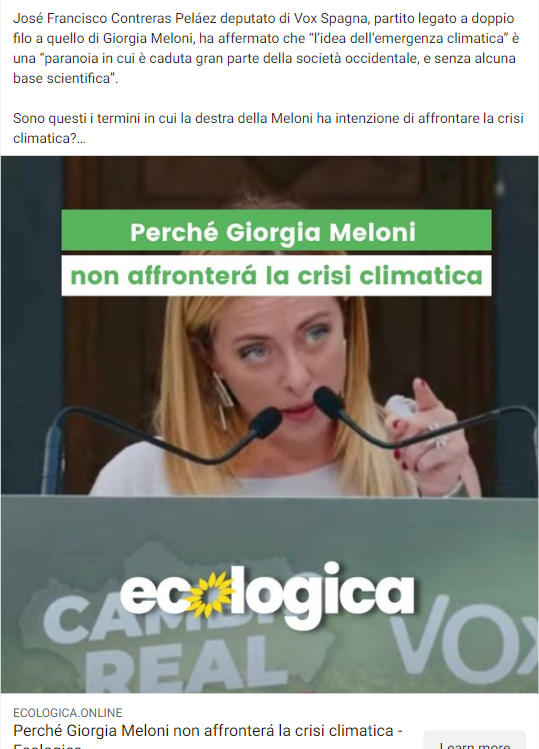 José Francisco Contreras Peláez deputato di Vox Spagna, partito legato a doppio
filo a quello di Giorgia Meloni, ha affermato che “l’idea dell’emergenza climatica” è
una “paranoia in cui è caduta gran parte della società occidentale, e senza alcuna
base scientifica”.
Sono questi i termini in cui la destra della Meloni ha intenzione di affrontare la crisi
climatica?...
Perché Giorgia Meloni
non affronterá la crisi climatica
ecologica
CAMBIO
REAL
VOX
ECOLOGICA.ONLINE
Perché Giorgia Meloni non affronterá la crisi climatica -
Ecologica
Learn more